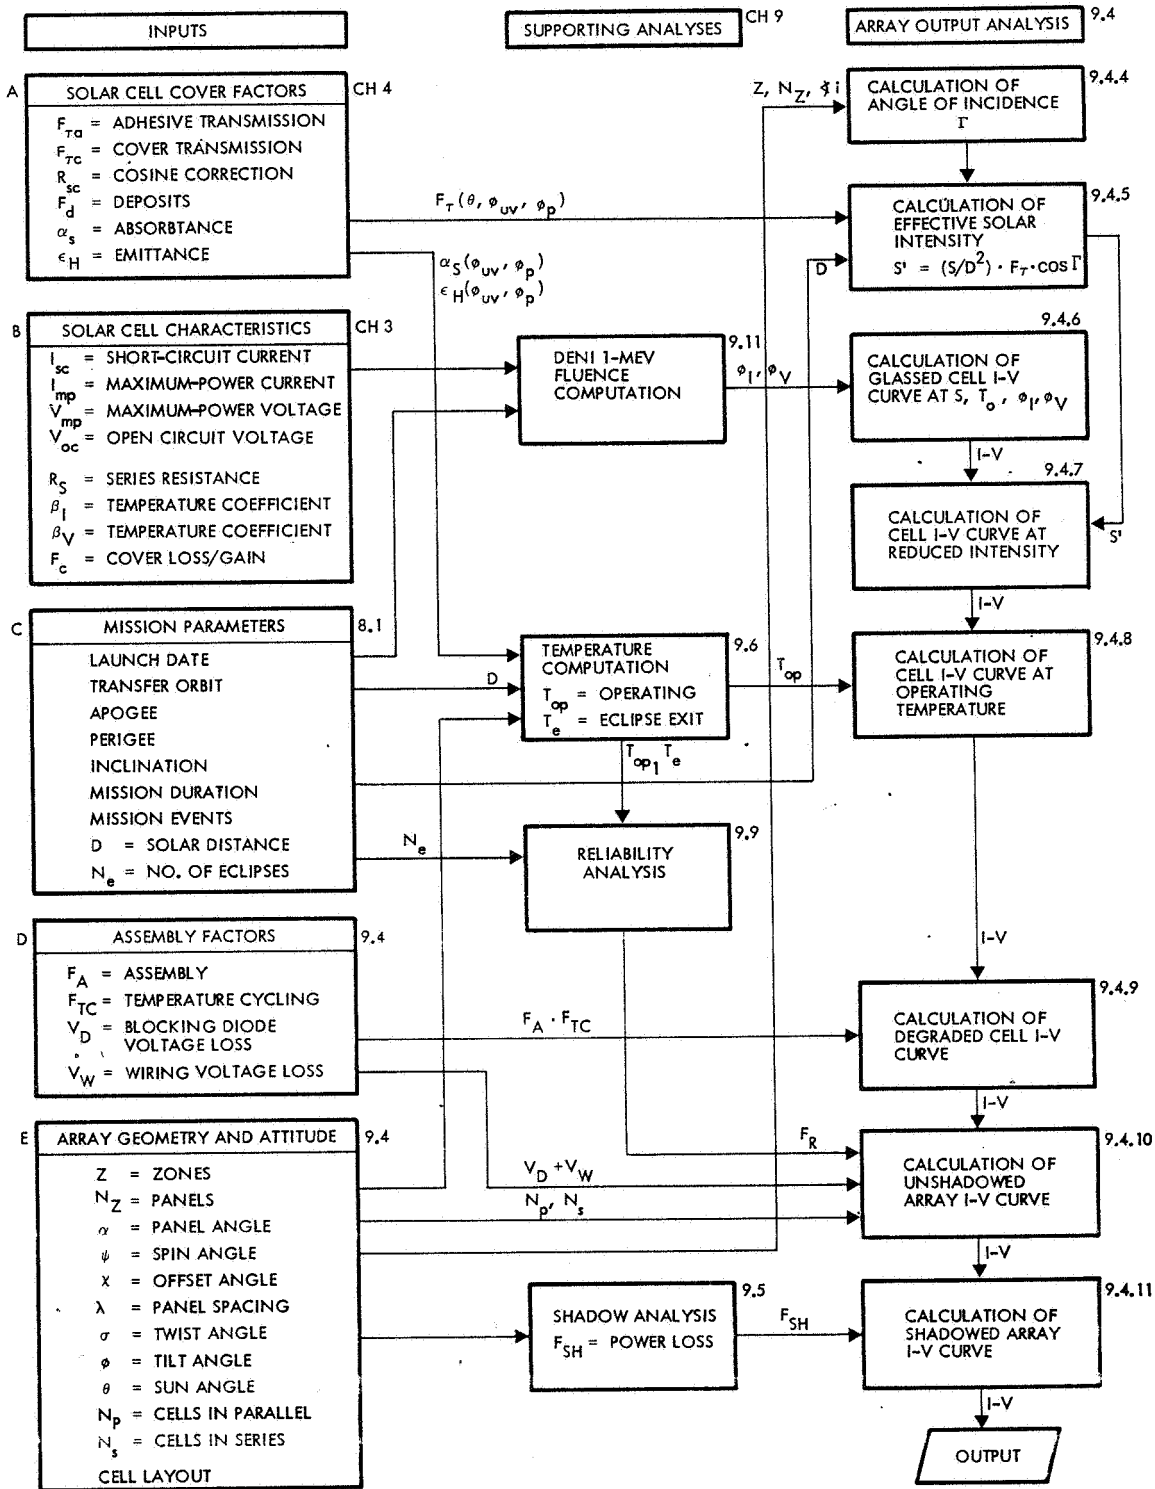 INPUTS
SUPPORTING ANALYSES
CH 9
ARRAY OUTPUT ANALYSIS
9.4
A
SOLAR CELL COVER FACTORS
CH 4
F_τa = ADHESIVE TRANSMISSION
F_τc = COVER TRANSMISSION
R_sc = COSINE CORRECTION
F_d = DEPOSITS
α_s = ABSORBTANCE
ε_H = EMITTANCE
Z, N_Z, ∢ i
CALCULATION OF
ANGLE OF INCIDENCE
Γ
9.4.4
F_τ(θ, φ_uv, φ_p)
CALCULATION OF
EFFECTIVE SOLAR
INTENSITY
S' = (S/D²) · F_τ · COS Γ
9.4.5
α_S(φ_uv, φ_p)
ε_H(φ_uv, φ_p)
D
B
SOLAR CELL CHARACTERISTICS
CH 3
I_sc = SHORT-CIRCUIT CURRENT
I_mp = MAXIMUM-POWER CURRENT
V_mp = MAXIMUM-POWER VOLTAGE
V_oc = OPEN CIRCUIT VOLTAGE
R_S = SERIES RESISTANCE
β_I = TEMPERATURE COEFFICIENT
β_V = TEMPERATURE COEFFICIENT
F_c = COVER LOSS/GAIN
DENI 1-MEV
FLUENCE
COMPUTATION
9.11
φ_I, φ_V
9.4.6
CALCULATION OF
GLASSED CELL I-V
CURVE AT S, T_o, φ_I, φ_V
I-V
9.4.7
CALCULATION OF
CELL I-V CURVE AT
REDUCED INTENSITY
S'
I-V
C
MISSION PARAMETERS
8.1
LAUNCH DATE
TRANSFER ORBIT
APOGEE
PERIGEE
INCLINATION
MISSION DURATION
MISSION EVENTS
D = SOLAR DISTANCE
N_e = NO. OF ECLIPSES
D
TEMPERATURE
COMPUTATION
T_op = OPERATING
T_e = ECLIPSE EXIT
9.6
T_op
CALCULATION OF
CELL I-V CURVE AT
OPERATING
TEMPERATURE
9.4.8
T_op, T_e
N_e
RELIABILITY
ANALYSIS
9.9
I-V
D
ASSEMBLY FACTORS
9.4
F_A = ASSEMBLY
F_TC = TEMPERATURE CYCLING
V_D = BLOCKING DIODE
VOLTAGE LOSS
V_W = WIRING VOLTAGE LOSS
F_A · F_TC
CALCULATION OF
DEGRADED CELL I-V
CURVE
9.4.9
I-V
E
ARRAY GEOMETRY AND ATTITUDE
9.4
Z = ZONES
N_Z = PANELS
α = PANEL ANGLE
ψ = SPIN ANGLE
χ = OFFSET ANGLE
λ = PANEL SPACING
σ = TWIST ANGLE
φ = TILT ANGLE
θ = SUN ANGLE
N_p = CELLS IN PARALLEL
N_s = CELLS IN SERIES
CELL LAYOUT
F_R
V_D + V_W
N_p, N_s
CALCULATION OF
UNSHADOWED
ARRAY I-V CURVE
9.4.10
I-V
SHADOW ANALYSIS
F_SH = POWER LOSS
9.5
F_SH
CALCULATION OF
SHADOWED ARRAY
I-V CURVE
9.4.11
I-V
OUTPUT